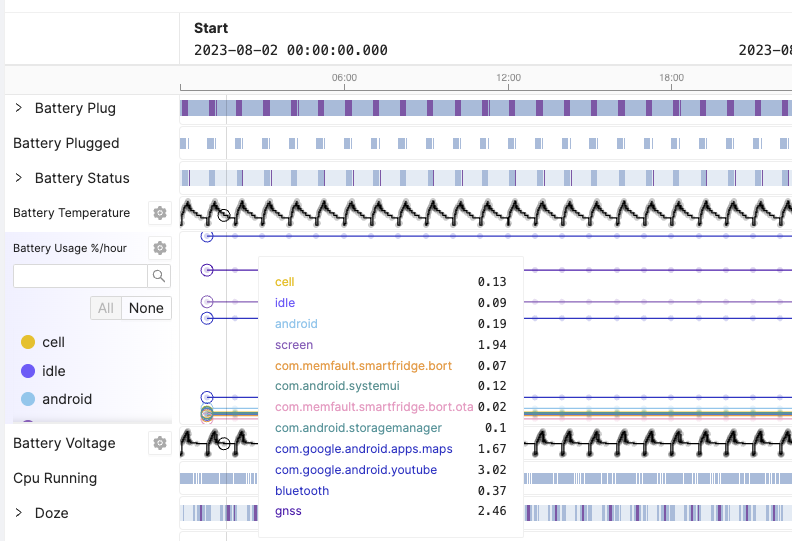 Start
2023-08-02 00:00:00.000
2023-08
06:00
12:00
18:00
Battery Plug
Battery Plugged
Battery Status
Battery Temperature
Battery Usage %/hour
All None
cell
idle
android
cell 0.13
idle 0.09
android 0.19
screen 1.94
com.memfault.smartfridge.bort 0.07
com.android.systemui 0.12
com.memfault.smartfridge.bort.ota 0.02
com.android.storagemanager 0.1
com.google.android.apps.maps 1.67
com.google.android.youtube 3.02
bluetooth 0.37
gnss 2.46
Battery Voltage
Cpu Running
Doze